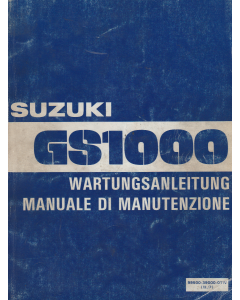 SUZUKI
GS1000
WARTUNGSANLEITUNG
MANUALE DI MANUTENZIONE